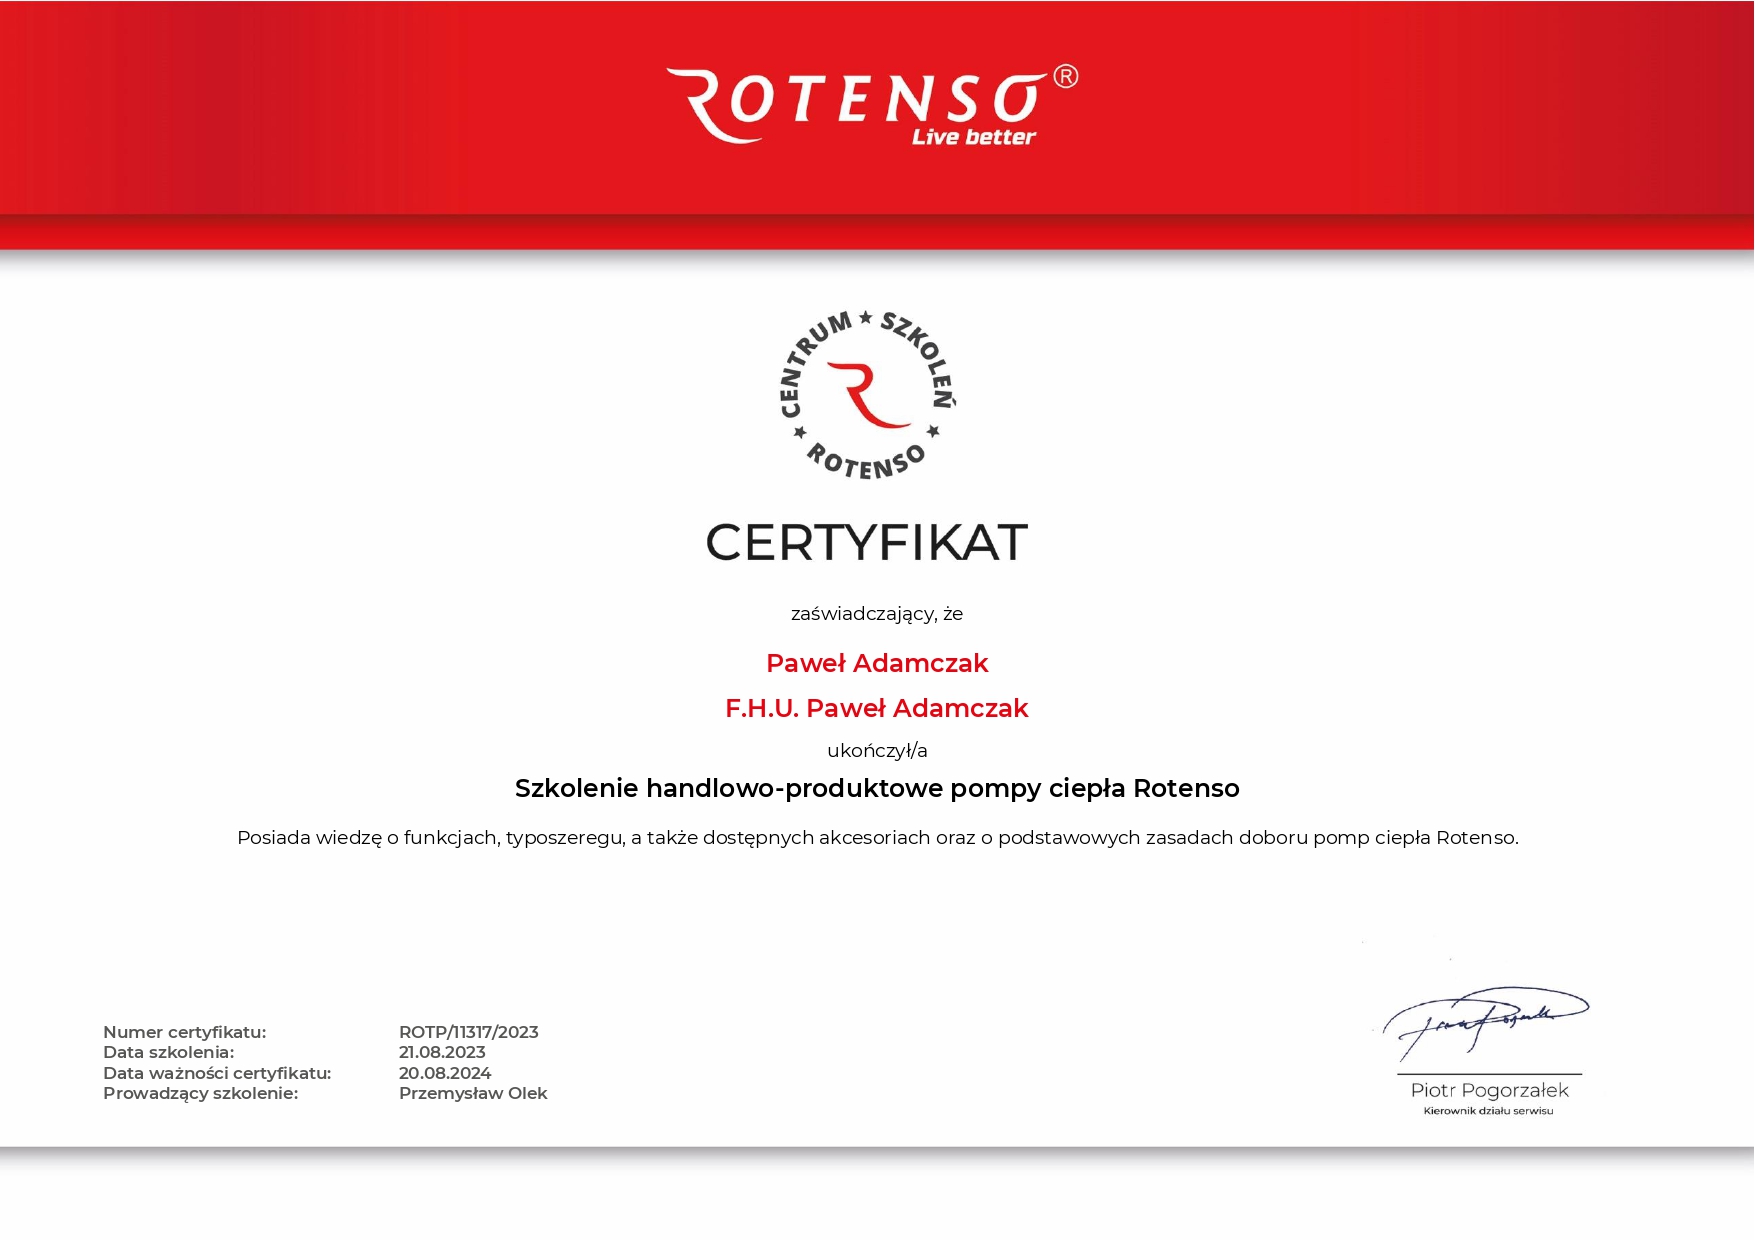 ROTENSO®
Live better
CENTRUM ★ SZKOLEŃ ★ ROTENSO ★
CERTYFIKAT
zaświadczający, że
Paweł Adamczak
F.H.U. Paweł Adamczak
ukończył/a
Szkolenie handlowo-produktowe pompy ciepła Rotenso
Posiada wiedzę o funkcjach, typoszeregu, a także dostępnych akcesoriach oraz o podstawowych zasadach doboru pomp ciepła Rotenso.
Numer certyfikatu: ROTP/11317/2023
Data szkolenia: 21.08.2023
Data ważności certyfikatu: 20.08.2024
Prowadzący szkolenie: Przemysław Olek
Piotr Pogorzałek
Kierownik działu serwisu